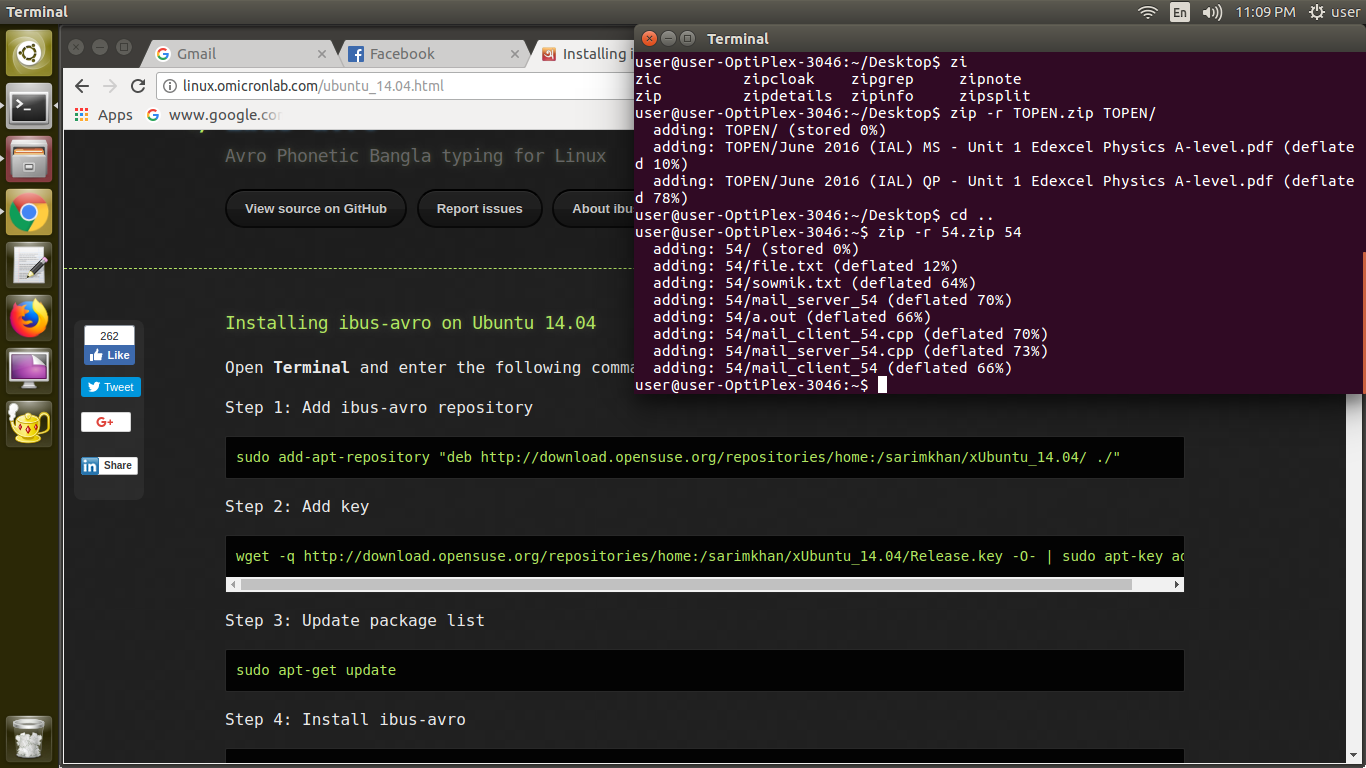 Terminal
En
11:09 PM
user
Gmail
Facebook
Installing i
linux.omicronlab.com/ubuntu_14.04.html
Apps
www.google.co
Avro Phonetic Bangla typing for Linux
View source on GitHub
Report issues
About ibu
262
Like
Tweet
G+
in Share
Installing ibus-avro on Ubuntu 14.04
Open Terminal and enter the following comma
Step 1: Add ibus-avro repository
sudo add-apt-repository "deb http://download.opensuse.org/repositories/home:/sarimkhan/xUbuntu_14.04/ ./"
Step 2: Add key
wget -q http://download.opensuse.org/repositories/home:/sarimkhan/xUbuntu_14.04/Release.key -O- | sudo apt-key ad
Step 3: Update package list
sudo apt-get update
Step 4: Install ibus-avro
Terminal
user@user-OptiPlex-3046:~/Desktop$ zi
zic zipcloak zipgrep zipnote
zip zipdetails zipinfo zipsplit
user@user-OptiPlex-3046:~/Desktop$ zip -r TOPEN.zip TOPEN/
adding: TOPEN/ (stored 0%)
adding: TOPEN/June 2016 (IAL) MS - Unit 1 Edexcel Physics A-level.pdf (deflate
d 10%)
adding: TOPEN/June 2016 (IAL) QP - Unit 1 Edexcel Physics A-level.pdf (deflate
d 78%)
user@user-OptiPlex-3046:~/Desktop$ cd ..
user@user-OptiPlex-3046:~$ zip -r 54.zip 54
adding: 54/ (stored 0%)
adding: 54/file.txt (deflated 12%)
adding: 54/sowmik.txt (deflated 64%)
adding: 54/mail_server_54 (deflated 70%)
adding: 54/a.out (deflated 66%)
adding: 54/mail_client_54.cpp (deflated 70%)
adding: 54/mail_server_54.cpp (deflated 73%)
adding: 54/mail_client_54 (deflated 66%)
user@user-OptiPlex-3046:~$